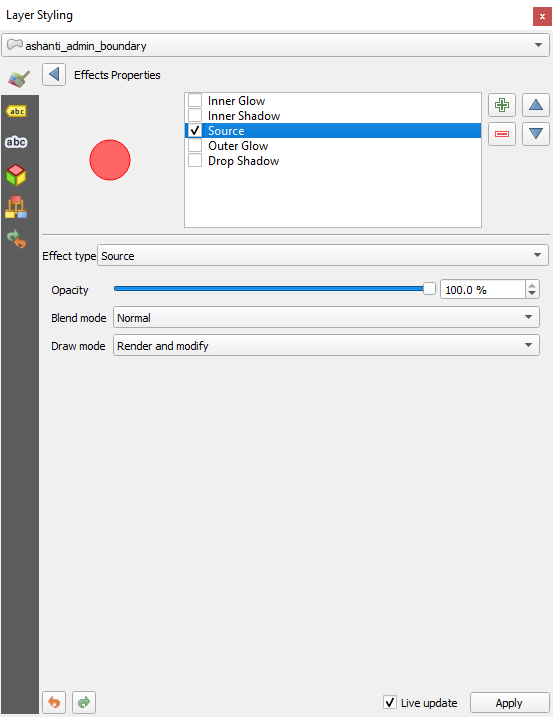 Layer Styling
x
ashanti_admin_boundary
Effects Properties
abc
abc
Inner Glow
Inner Shadow
Source
Outer Glow
Drop Shadow
Effect type Source
Opacity 100.0 %
Blend mode Normal
Draw mode Render and modify
Live update Apply